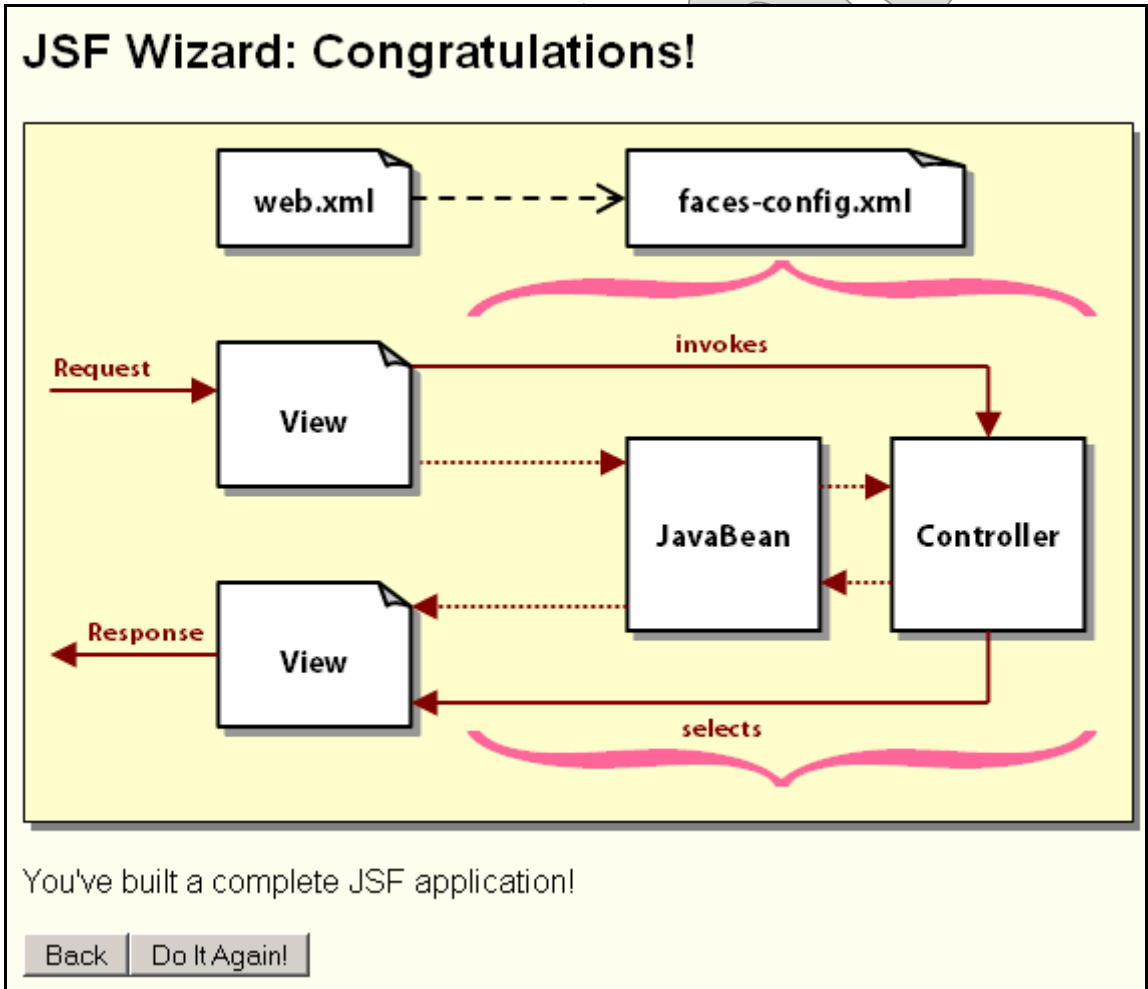 JSF Wizard: Congratulations!
web.xml
faces-config.xml
invokes
Request
View
JavaBean
Controller
Response
View
selects
You've built a complete JSF application!
Back
Do It Again!